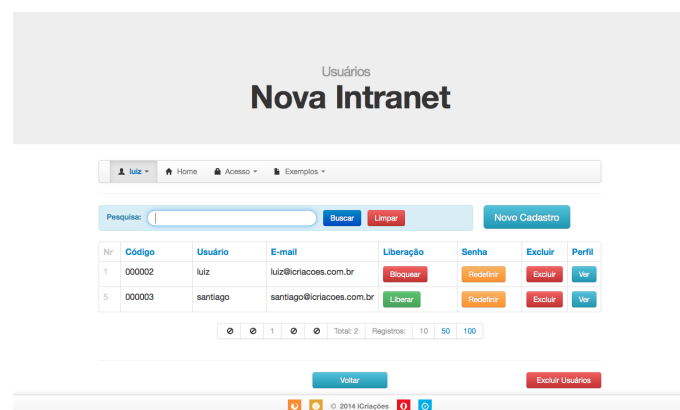 Usuários
Nova Intranet
luiz Home Acesso Exemplos
Pesquisa: Buscar Limpar Novo Cadastro
Nr Código Usuário E-mail Liberação Senha Excluir Perfil
1 000002 luiz luiz@icriacoes.com.br Bloquear Redefinir Excluir Ver
5 000003 santiago santiago@icriacoes.com.br Liberar Redefinir Excluir Ver
1 Total: 2 Registros: 10 50 100
Voltar Excluir Usuários
© 2014 iCriações